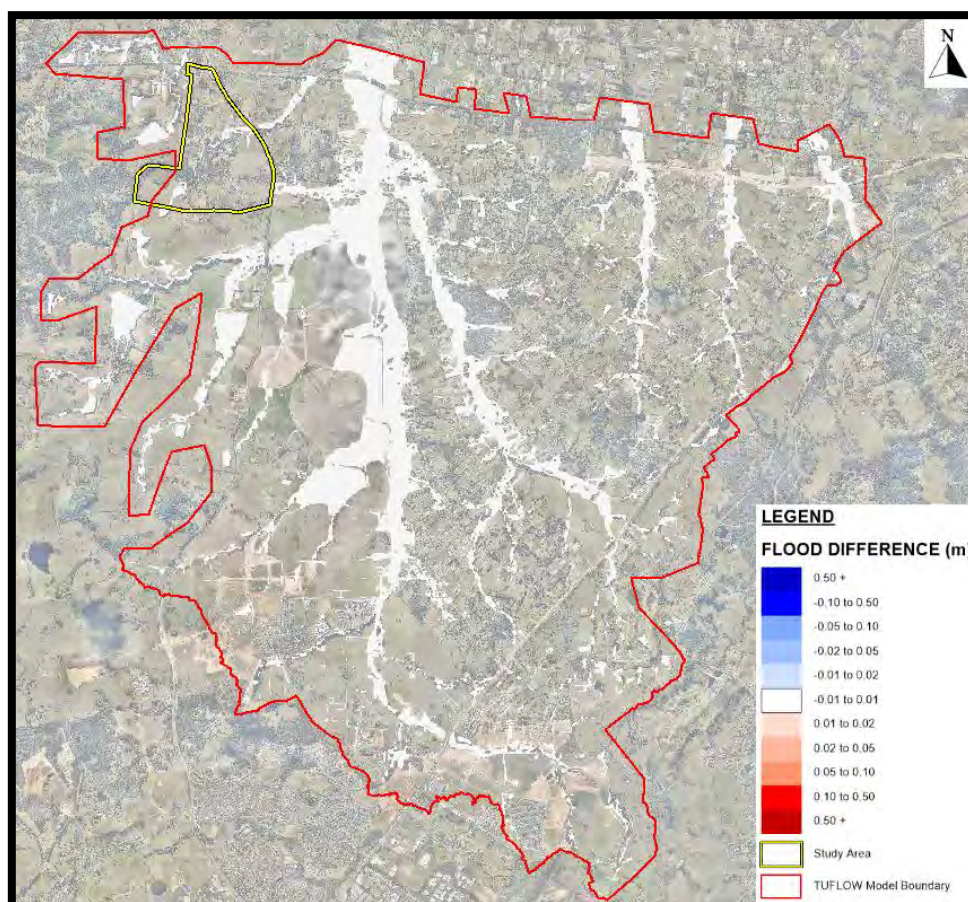 N
LEGEND
FLOOD DIFFERENCE (m)
0.50 +
-0.10 to 0.50
-0.05 to 0.10
-0.02 to 0.05
-0.01 to 0.02
-0.01 to 0.01
0.01 to 0.02
0.02 to 0.05
0.05 to 0.10
0.10 to 0.50
0.50 +
Study Area
TUFLOW Model Boundary